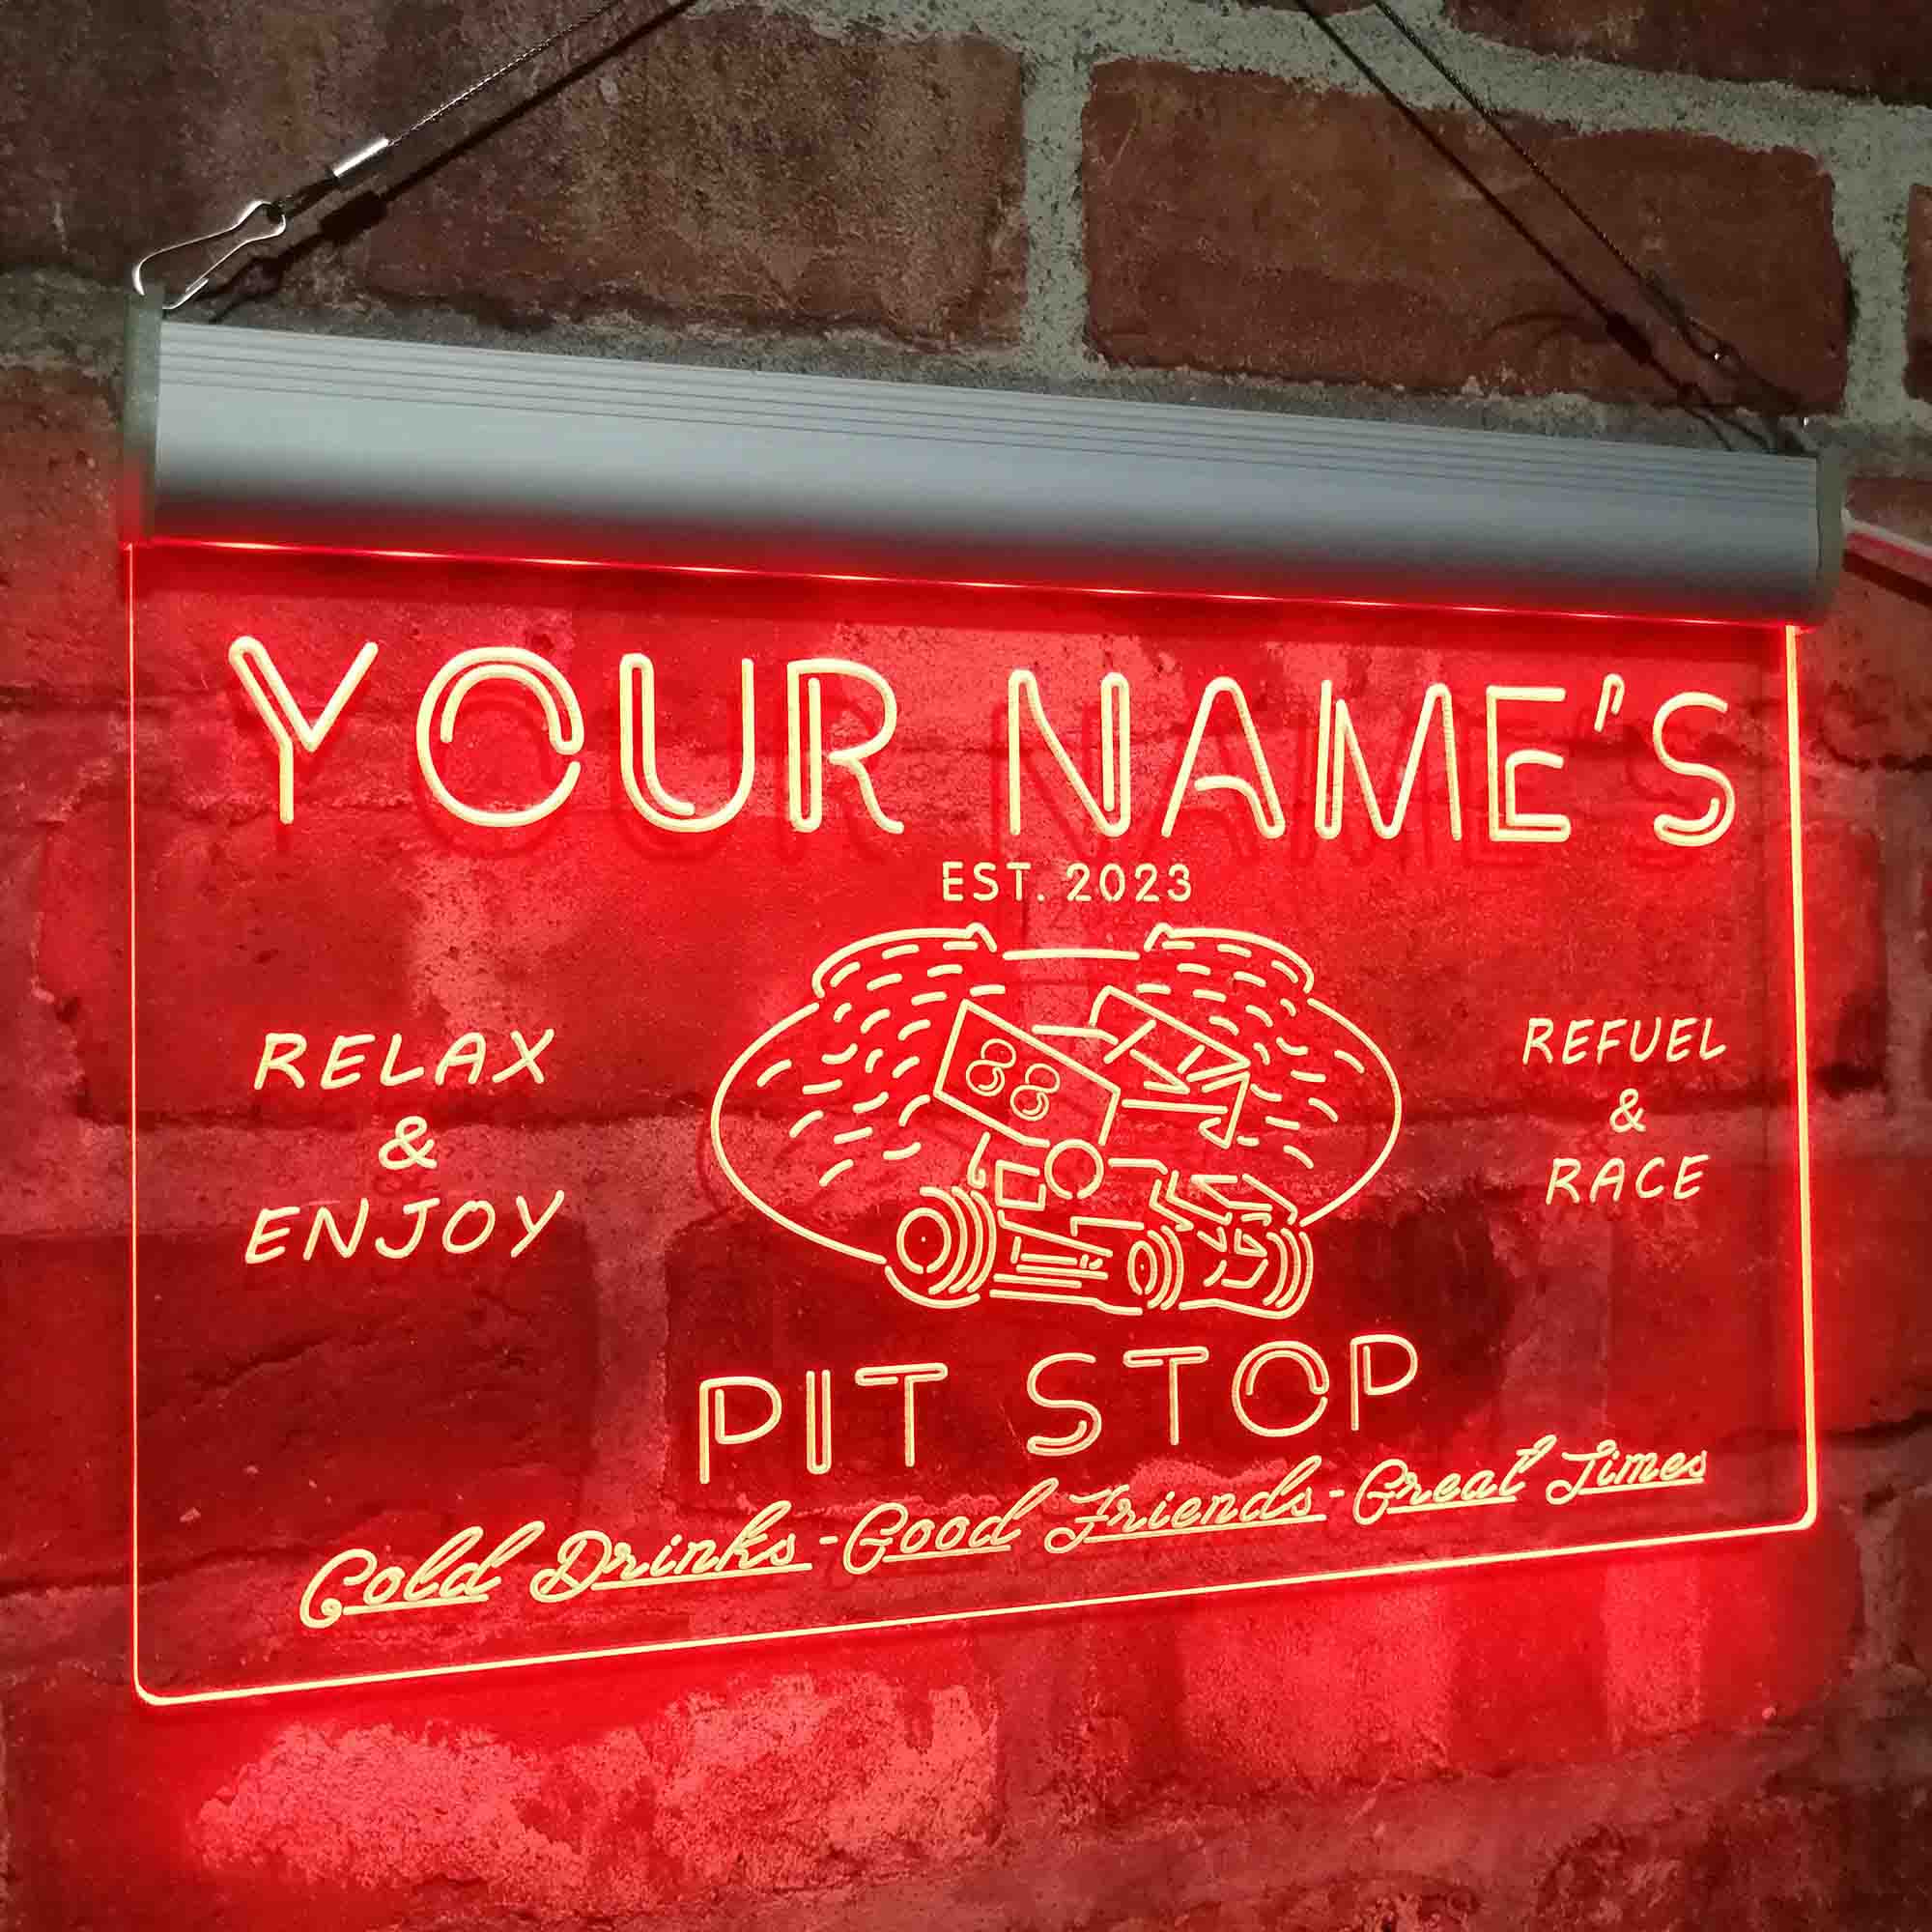 YOUR NAME'S
EST. 2023
RELAX
&
ENJOY
88
REFUEL
&
RACE
PIT STOP
Cold Drinks - Good Friends - Great Times